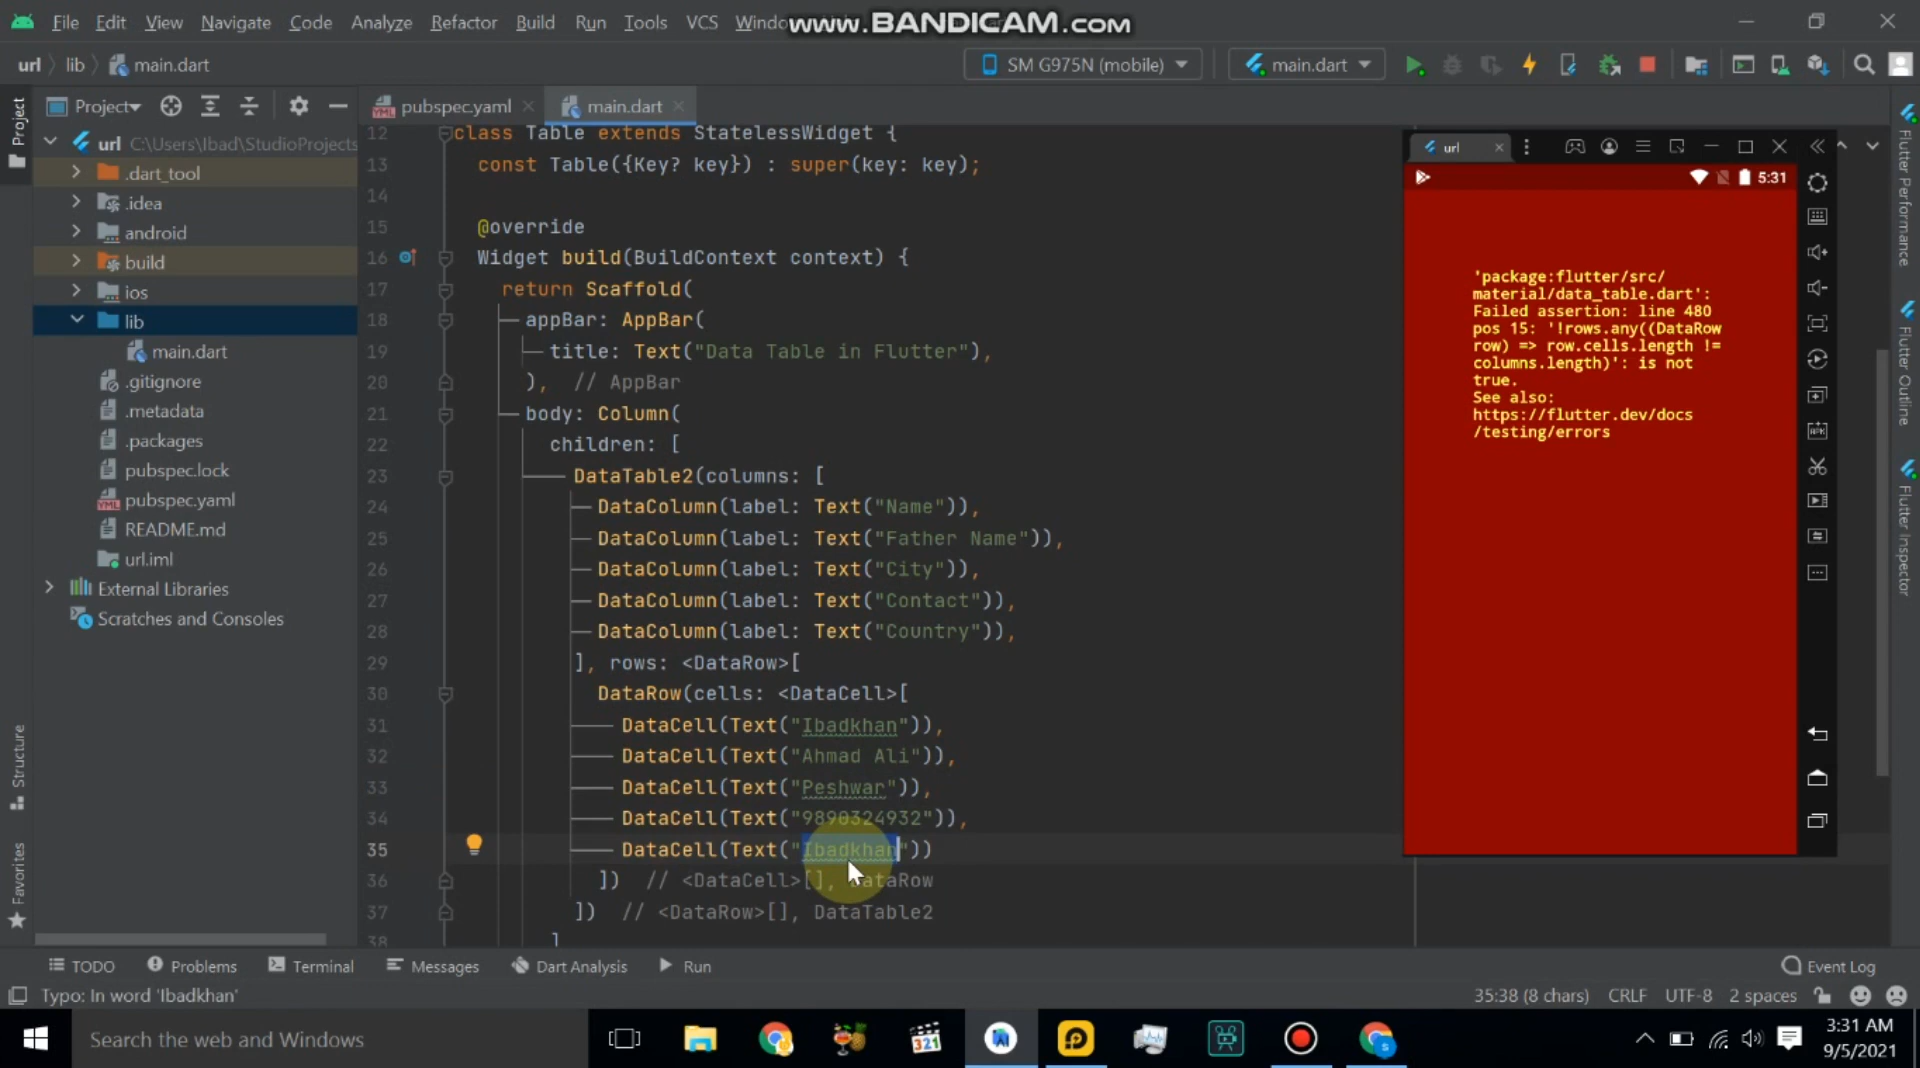 File Edit View Navigate Code Analyze Refactor Build Run Tools VCS Windo
www.BANDICAM.com
url lib main.dart
SM G975N (mobile)
main.dart
Project
pubspec.yaml
main.dart
url C:\Users\Ibad\StudioProjects
.dart_tool
.idea
android
build
ios
lib
main.dart
.gitignore
.metadata
.packages
pubspec.lock
pubspec.yaml
README.md
url.iml
External Libraries
Scratches and Consoles
Project
Structure
Favorites
12 class Table extends StatelessWidget {
13 const Table({Key? key}) : super(key: key);
14
15 @override
16 Widget build(BuildContext context) {
17 return Scaffold(
18 appBar: AppBar(
19 title: Text("Data Table in Flutter"),
20 ), // AppBar
21 body: Column(
22 children: [
23 DataTable2(columns: [
24 DataColumn(label: Text("Name")),
25 DataColumn(label: Text("Father Name")),
26 DataColumn(label: Text("City")),
27 DataColumn(label: Text("Contact")),
28 DataColumn(label: Text("Country")),
29 ], rows: <DataRow>[
30 DataRow(cells: <DataCell>[
31 DataCell(Text("Ibadkhan")),
32 DataCell(Text("Ahmad Ali")),
33 DataCell(Text("Peshwar")),
34 DataCell(Text("9890324932")),
35 DataCell(Text("Ibadkhan"))
36 ]) // <DataCell>[], DataRow
37 ]) // <DataRow>[], DataTable2
38 ]
url
5:31
'package:flutter/src/
material/data_table.dart':
Failed assertion: line 480
pos 15: '!rows.any((DataRow
row) => row.cells.length !=
columns.length)': is not
true.
See also:
https://flutter.dev/docs
/testing/errors
Flutter Performance
Flutter Outline
Flutter Inspector
TODO Problems Terminal Messages Dart Analysis Run Event Log
Typo: In word 'Ibadkhan'
35:38 (8 chars) CRLF UTF-8 2 spaces
Search the web and Windows
321
3:31 AM
9/5/2021